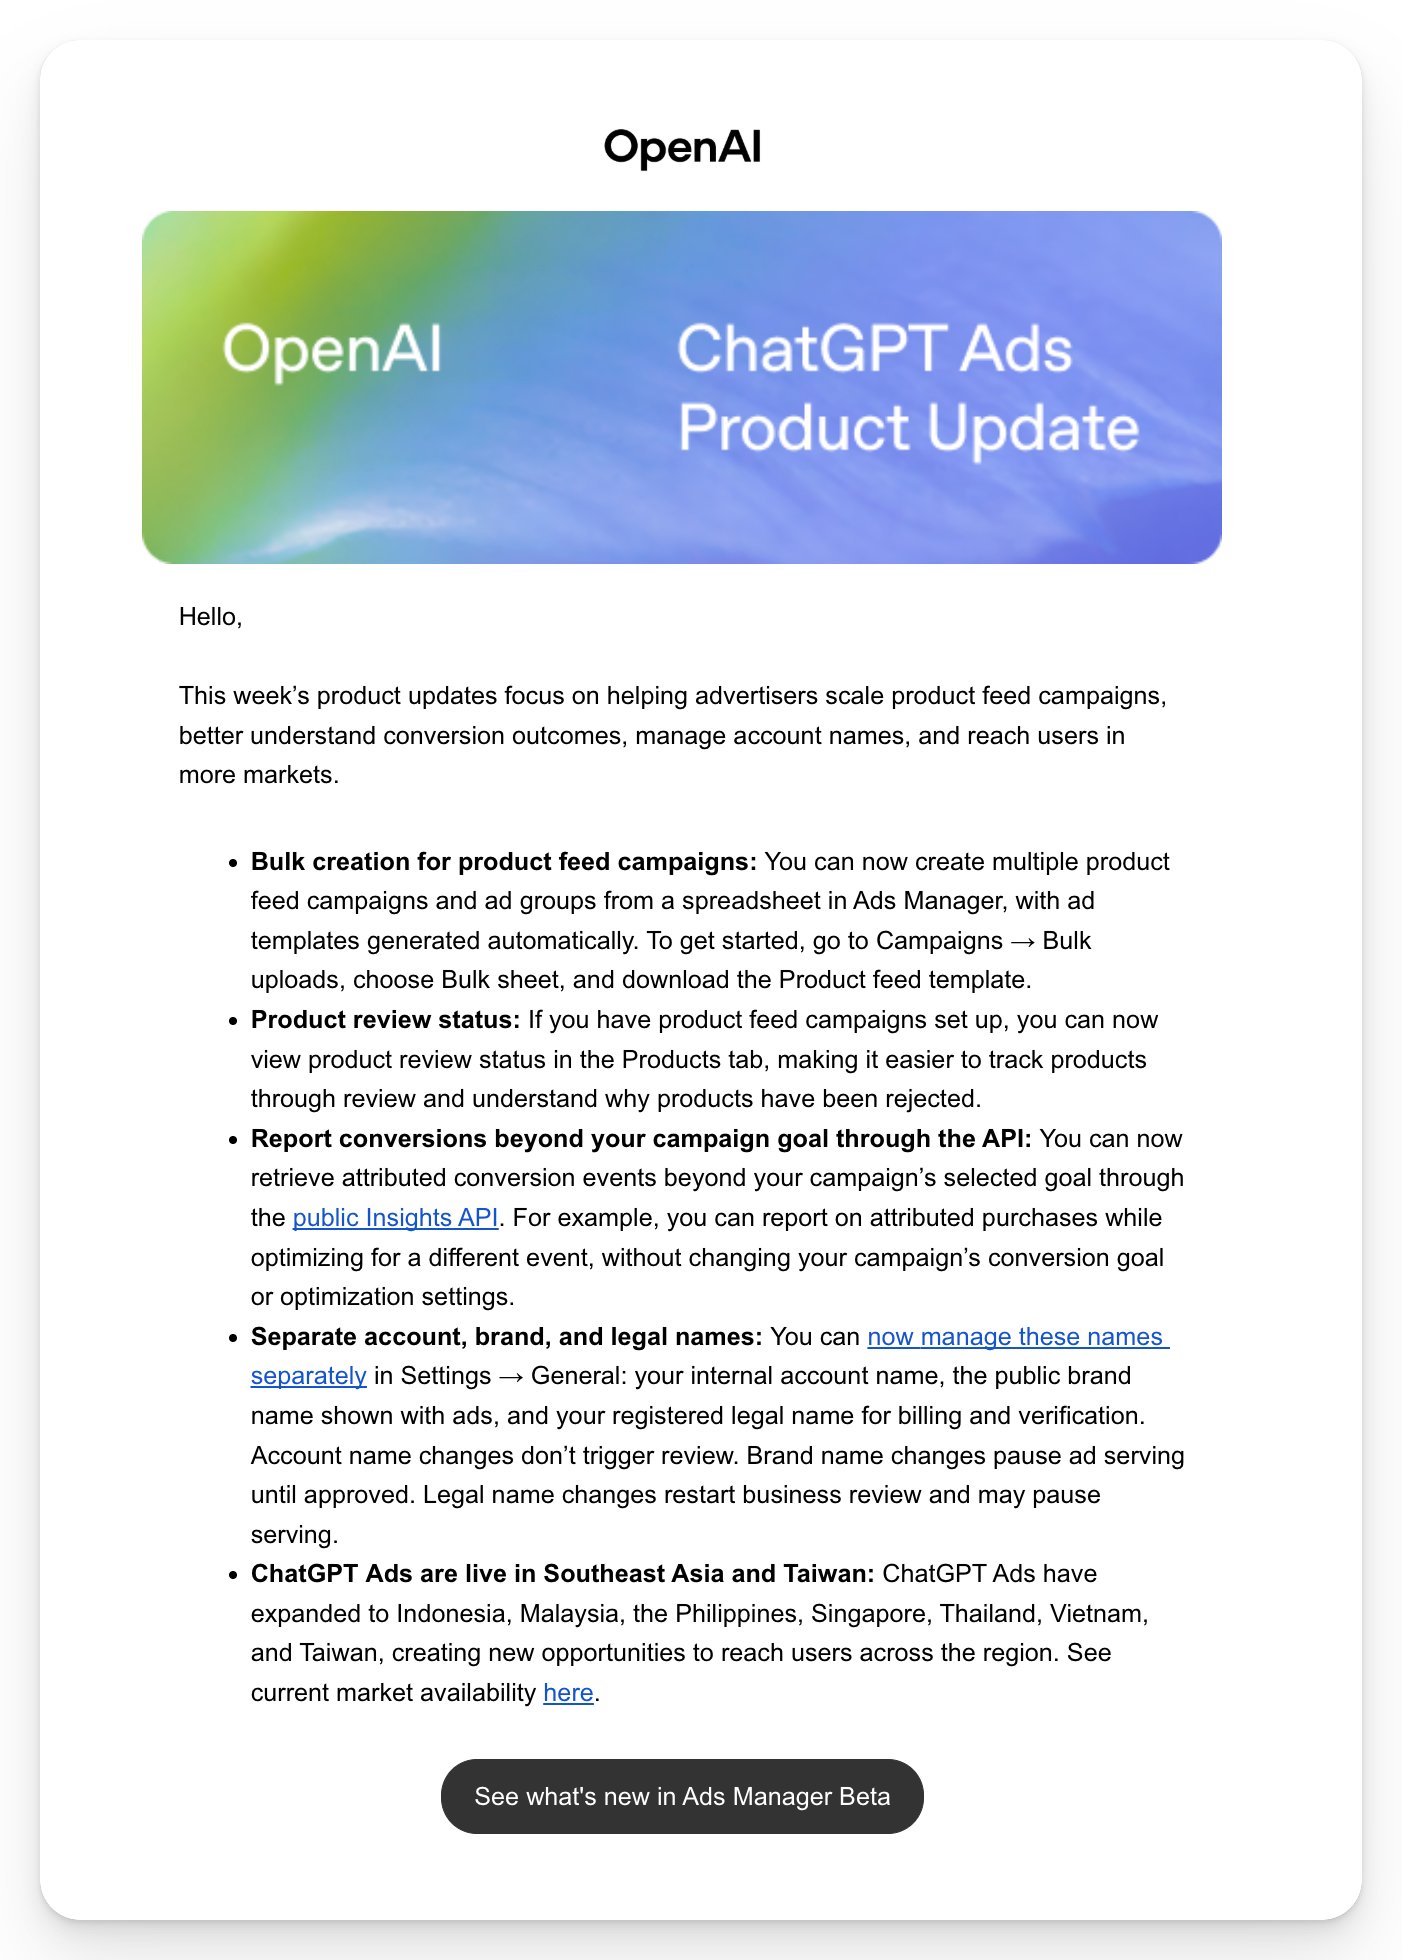 OpenAI
OpenAI
ChatGPT Ads
Product Update
Hello,
This week’s product updates focus on helping advertisers scale product feed campaigns,
better understand conversion outcomes, manage account names, and reach users in
more markets.
• Bulk creation for product feed campaigns: You can now create multiple product
feed campaigns and ad groups from a spreadsheet in Ads Manager, with ad
templates generated automatically. To get started, go to Campaigns → Bulk
uploads, choose Bulk sheet, and download the Product feed template.
• Product review status: If you have product feed campaigns set up, you can now
view product review status in the Products tab, making it easier to track products
through review and understand why products have been rejected.
• Report conversions beyond your campaign goal through the API: You can now
retrieve attributed conversion events beyond your campaign’s selected goal through
the public Insights API. For example, you can report on attributed purchases while
optimizing for a different event, without changing your campaign’s conversion goal
or optimization settings.
• Separate account, brand, and legal names: You can now manage these names
separately in Settings → General: your internal account name, the public brand
name shown with ads, and your registered legal name for billing and verification.
Account name changes don’t trigger review. Brand name changes pause ad serving
until approved. Legal name changes restart business review and may pause
serving.
• ChatGPT Ads are live in Southeast Asia and Taiwan: ChatGPT Ads have
expanded to Indonesia, Malaysia, the Philippines, Singapore, Thailand, Vietnam,
and Taiwan, creating new opportunities to reach users across the region. See
current market availability here.
See what's new in Ads Manager Beta